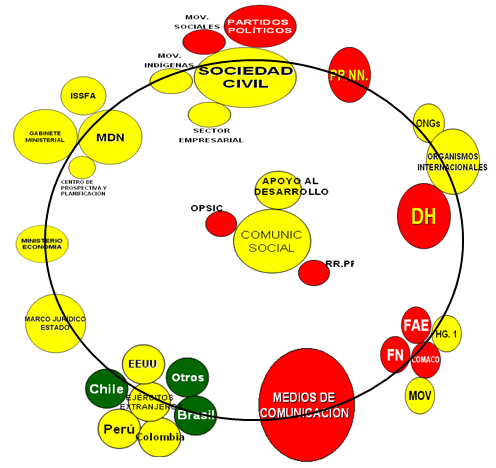 MOV.
SOCIALES
PARTIDOS
POLÍTICOS
MOV.
INDÍGENAS
SOCIEDAD
CIVIL
PP.NN.
ISSFA
SECTOR
EMPRESARIAL
ONGs
GABINETE
MINISTERIAL
MDN
ORGANISMOS
INTERNACIONALES
CENTRO DE
PROSPECTIVA Y
PLANIFICACIÓN
APOYO AL
DESARROLLO
OPSIC
DH
COMUNIC
SOCIAL
MINISTERIO
ECONOMÍA
RR.PP
MARCO JURÍDICO
ESTADO
FAE
HG. 1
FN
COMACO
MOV
EEUU
Otros
Chile
EJÉRCITOS
EXTRANJEROS
Brasil
Perú
Colombia
MEDIOS DE
COMUNICACIÓN